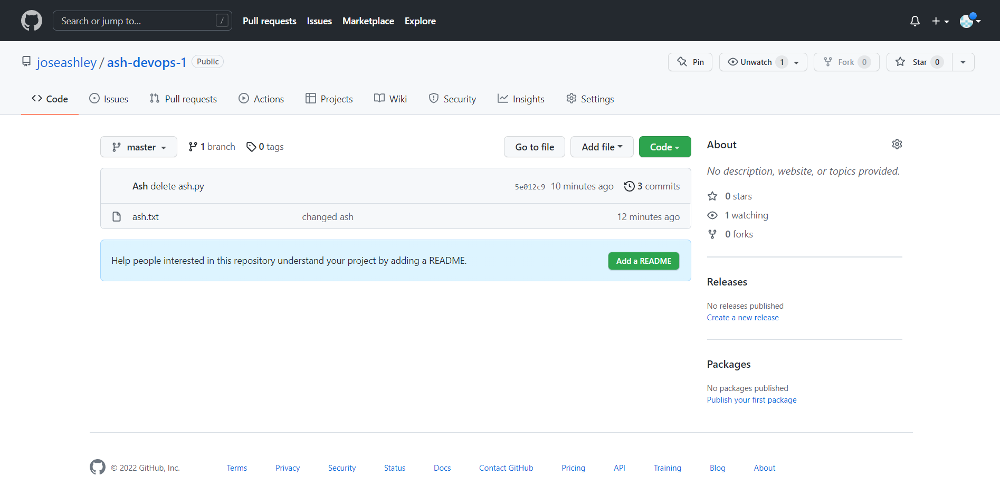 Search or jump to... /
Pull requests Issues Marketplace Explore
joseashley / ash-devops-1 Public
Pin
Unwatch 1
Fork 0
Star 0
Code Issues Pull requests Actions Projects Wiki Security Insights Settings
master 1 branch 0 tags
Go to file Add file Code
Ash delete ash.py 5e012c9 10 minutes ago 3 commits
ash.txt changed ash 12 minutes ago
Help people interested in this repository understand your project by adding a README. Add a README
About
No description, website, or topics provided.
0 stars
1 watching
0 forks
Releases
No releases published
Create a new release
Packages
No packages published
Publish your first package
© 2022 GitHub, Inc. Terms Privacy Security Status Docs Contact GitHub Pricing API Training Blog About